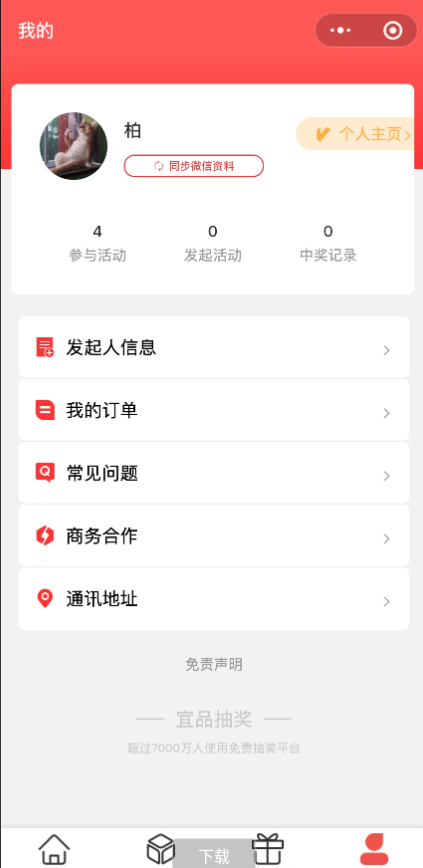 我的
柏
个人主页
同步微信资料
4
0
0
参与活动
发起活动
中奖记录
发起人信息
我的订单
常见问题
商务合作
通讯地址
免责声明
宜品抽奖
超过7000万人使用免费抽奖平台
下载